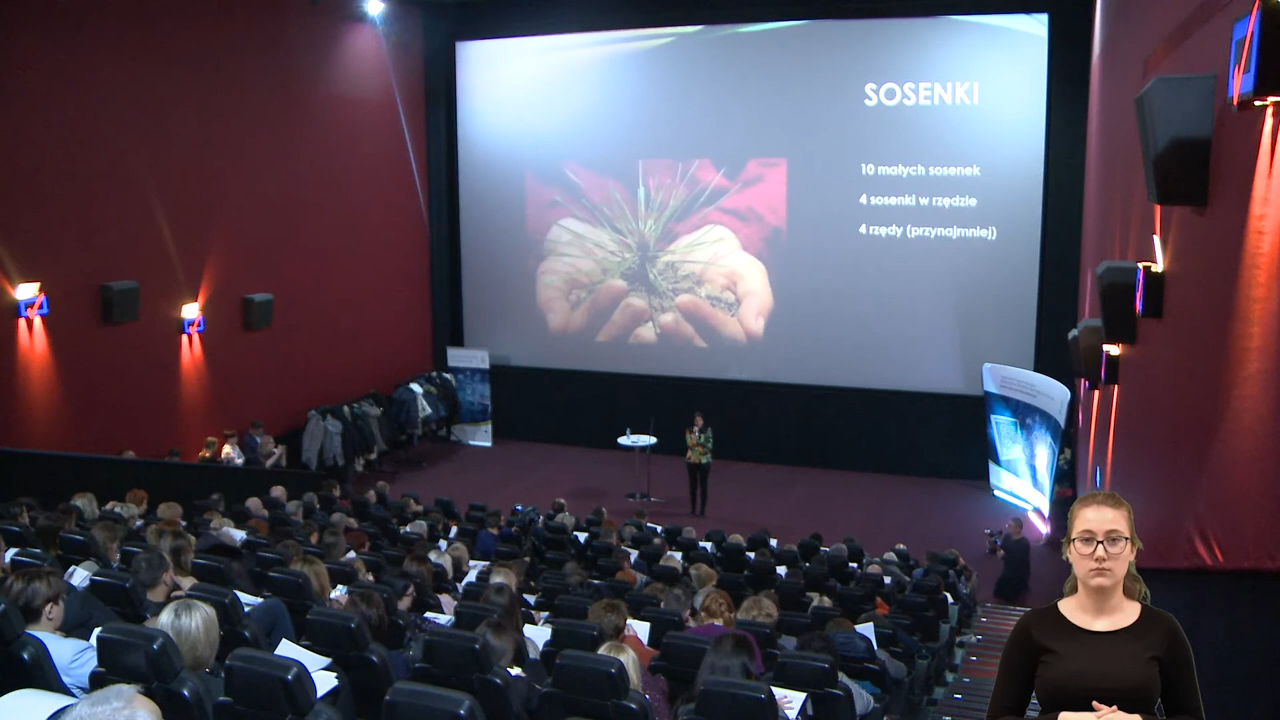 SOSENKI
10 małych sosenek
4 sosenki w rzędzie
4 rzędy (przynajmniej)